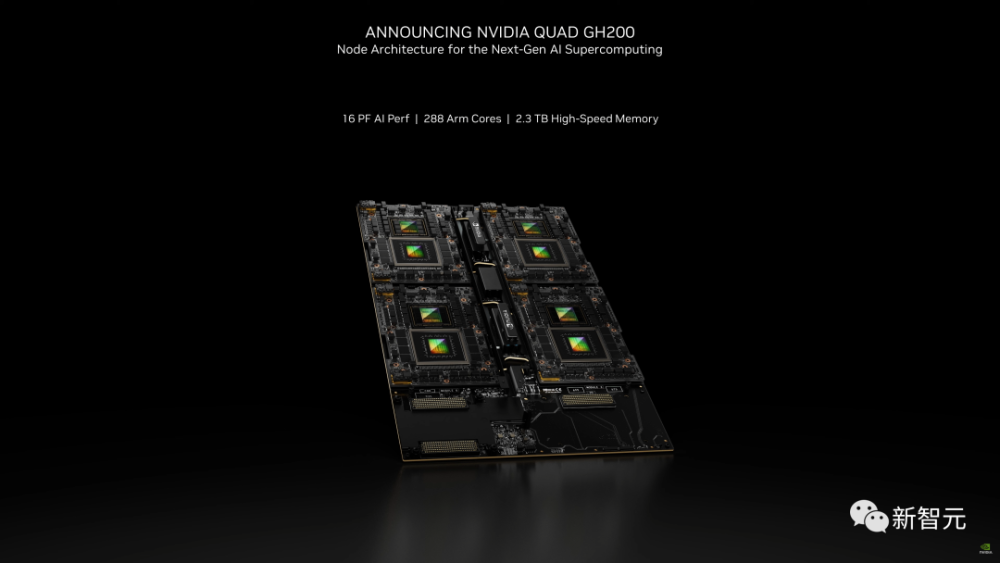 ANNOUNCING NVIDIA QUAD GH200
Node Architecture for the Next-Gen AI Supercomputing
16 PF AI Perf | 288 Arm Cores | 2.3 TB High-Speed Memory
新智元
NVIDIA